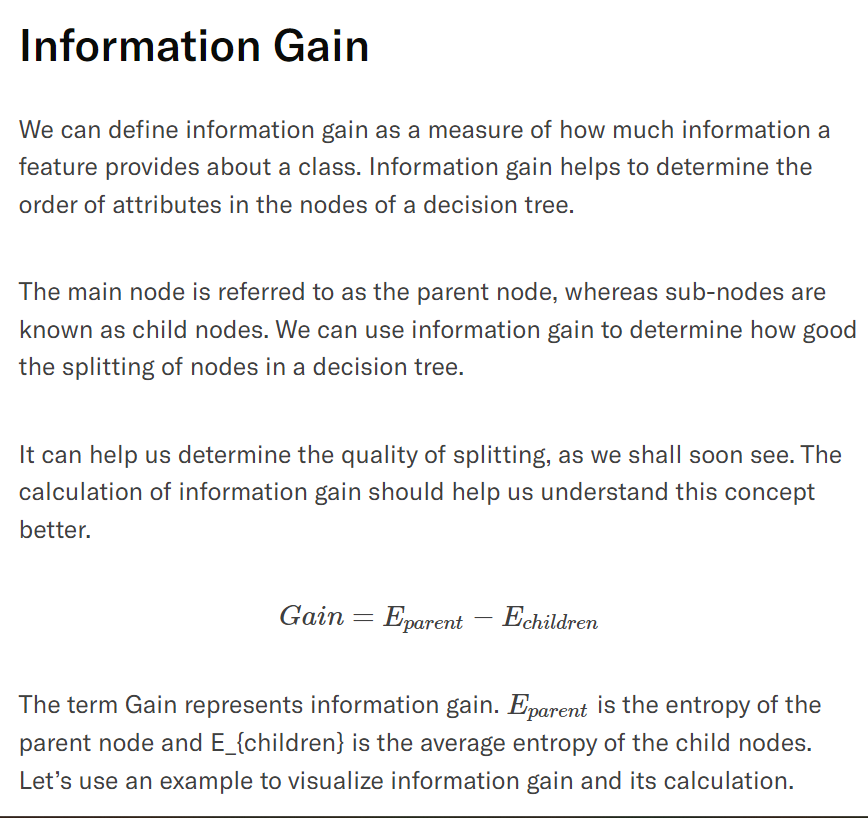 Information Gain
We can define information gain as a measure of how much information a
feature provides about a class. Information gain helps to determine the
order of attributes in the nodes of a decision tree.
The main node is referred to as the parent node, whereas sub-nodes are
known as child nodes. We can use information gain to determine how good
the splitting of nodes in a decision tree.
It can help us determine the quality of splitting, as we shall soon see. The
calculation of information gain should help us understand this concept
better.
Gain = E_parent − E_children
The term Gain represents information gain. E_parent is the entropy of the
parent node and E_{children} is the average entropy of the child nodes.
Let’s use an example to visualize information gain and its calculation.